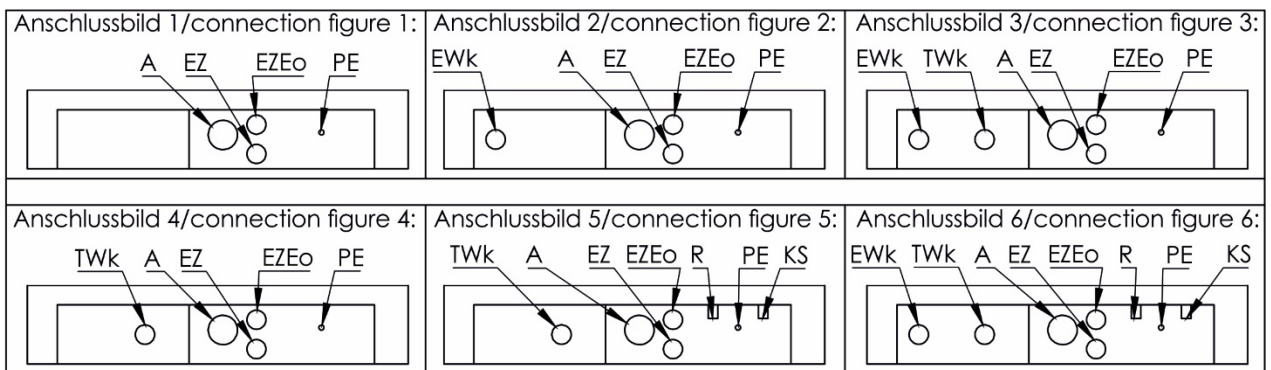 Anschlussbild 1/connection figure 1:
A EZ EZEo PE
Anschlussbild 2/connection figure 2:
EWk A EZ EZEo PE
Anschlussbild 3/connection figure 3:
EWk TWk A EZ EZEo PE
Anschlussbild 4/connection figure 4:
TWk A EZ EZEo PE
Anschlussbild 5/connection figure 5:
TWk A EZ EZEo R PE KS
Anschlussbild 6/connection figure 6:
EWk TWk A EZ EZEo R PE KS